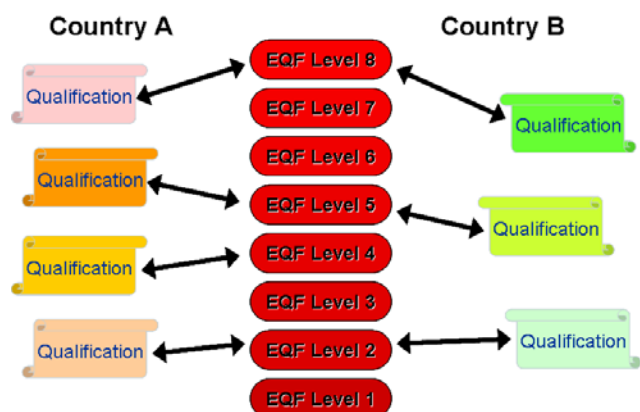 Country A
Country B
EQF Level 8
Qualification
EQF Level 7
Qualification
EQF Level 6
Qualification
EQF Level 5
Qualification
EQF Level 4
Qualification
EQF Level 3
EQF Level 2
Qualification
Qualification
EQF Level 1